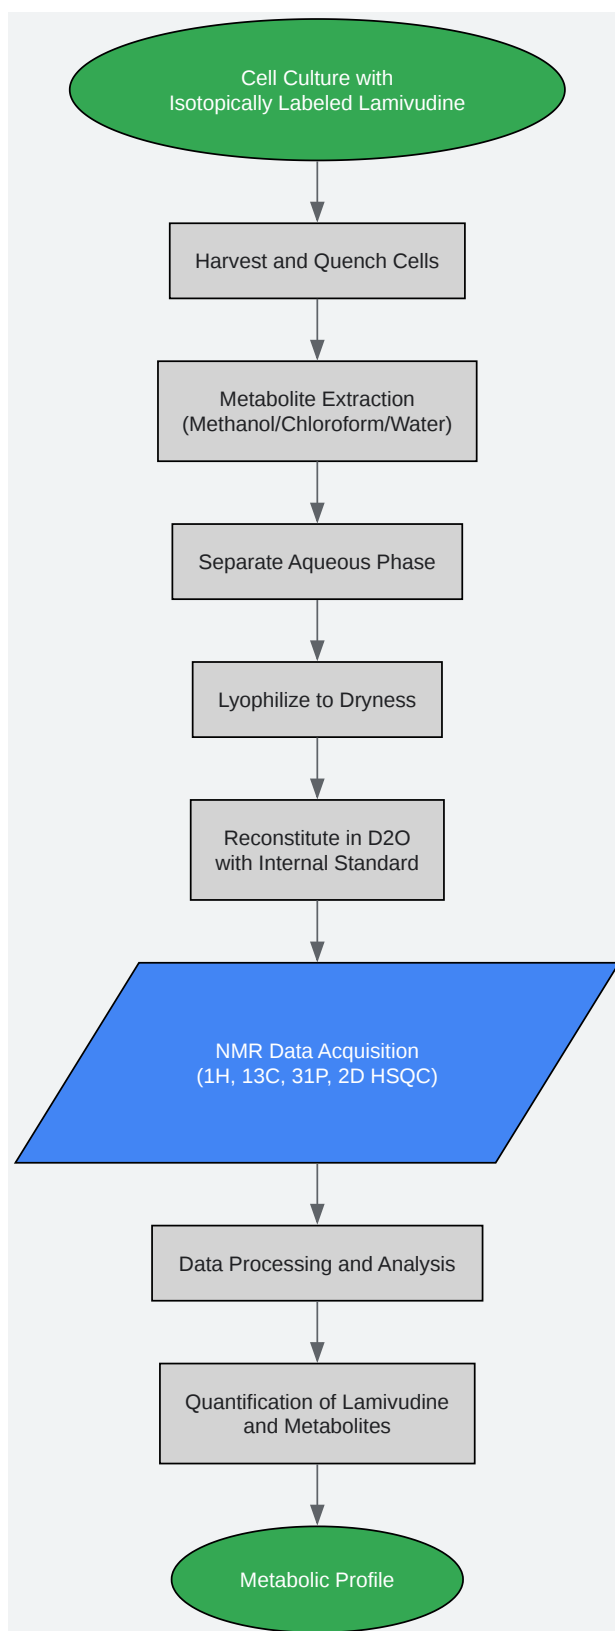 Cell Culture with
Isotopically Labeled Lamivudine
Harvest and Quench Cells
Metabolite Extraction
(Methanol/Chloroform/Water)
Separate Aqueous Phase
Lyophilize to Dryness
Reconstitute in D2O
with Internal Standard
NMR Data Acquisition
(1H, 13C, 31P, 2D HSQC)
Data Processing and Analysis
Quantification of Lamivudine
and Metabolites
Metabolic Profile